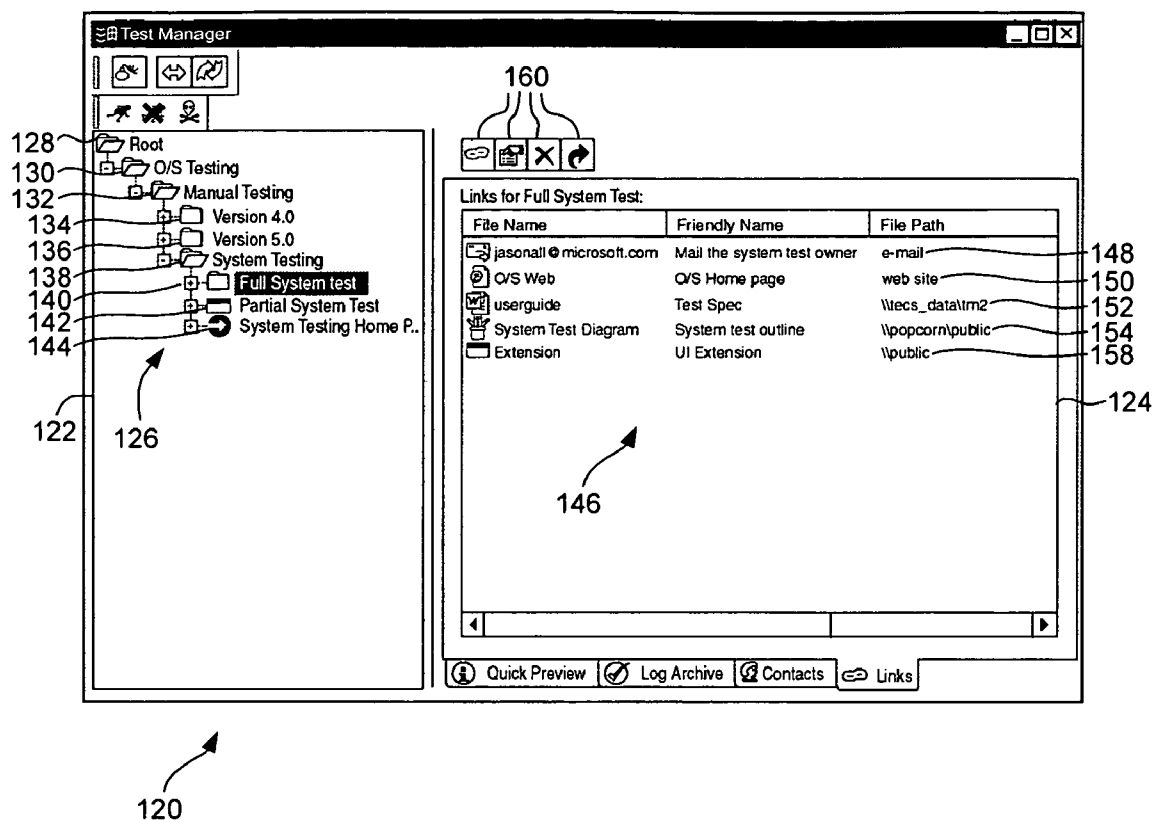 Test Manager
160
128
Root
130
O/S Testing
132
Manual Testing
134
Version 4.0
136
Version 5.0
138
System Testing
140
Full System test
142
Partial System Test
144
System Testing Home P..
122
126
Links for Full System Test:
File Name Friendly Name File Path
jasonall@microsoft.com Mail the system test owner e-mail 148
O/S Web O/S Home page web site 150
userguide Test Spec \\tecs_data\tm2 152
System Test Diagram System test outline \\popcorn\public 154
Extension UI Extension \\public 158
124
146
Quick Preview Log Archive Contacts Links
120